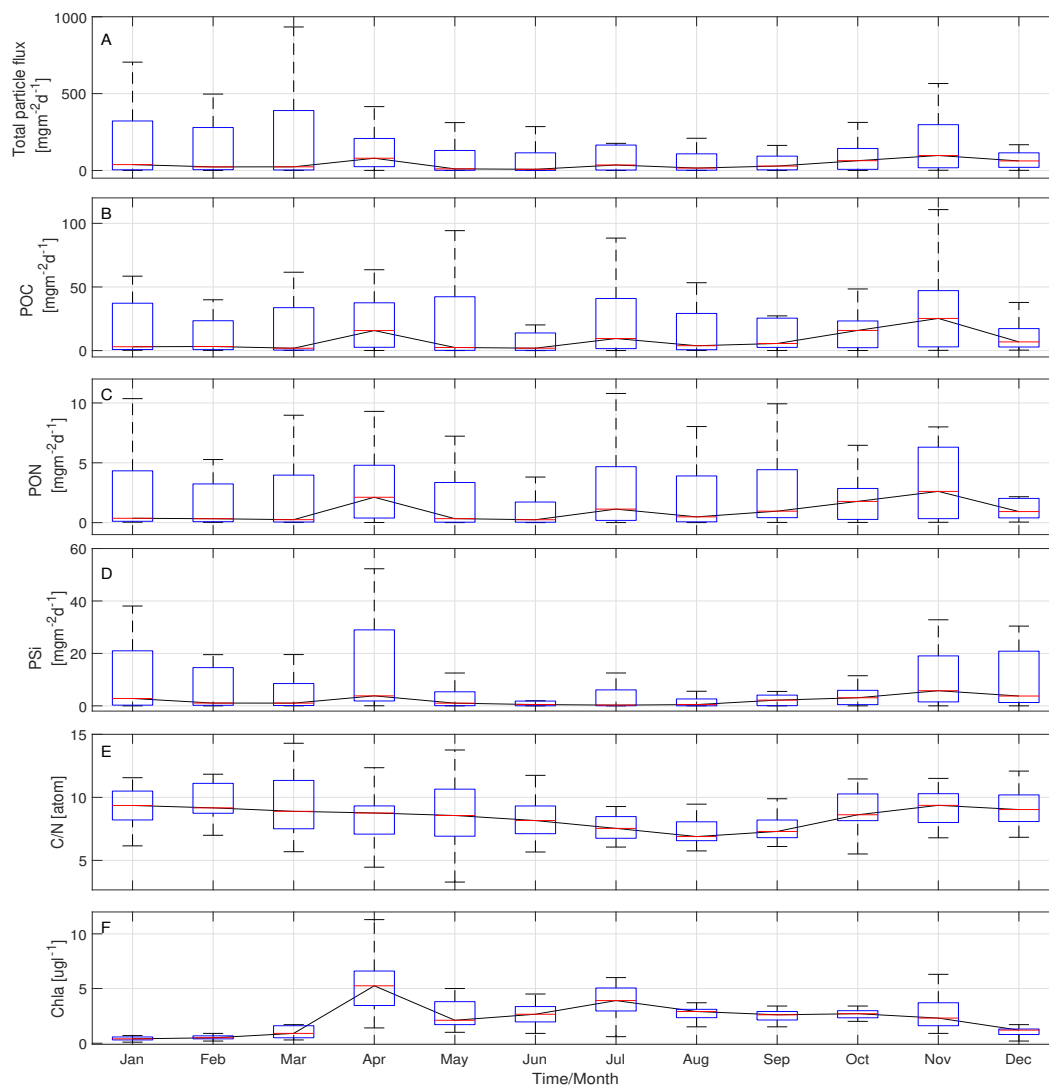 A
Total particle flux
[mgm-2d-1]
1000
500
0
B
POC
[mgm-2d-1]
100
50
0
C
PON
[mgm-2d-1]
10
5
0
D
PSi
[mgm-2d-1]
60
40
20
0
E
C/N [atom]
15
10
5
F
Chla [ugl-1]
10
5
0
Jan Feb Mar Apr May Jun Jul Aug Sep Oct Nov Dec
Time/Month